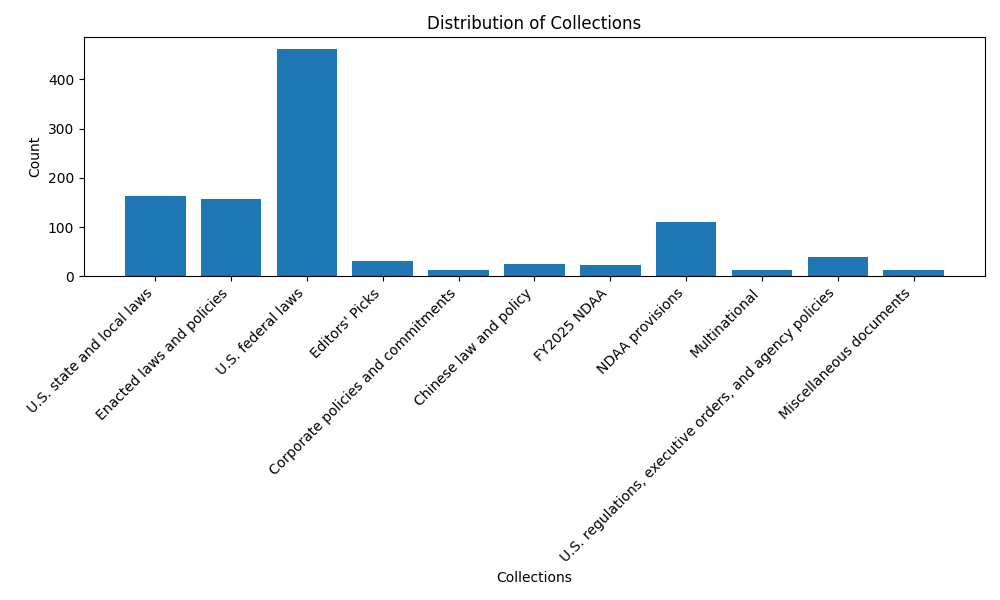 Distribution of Collections
Count
400
300
200
100
0
U.S. state and local laws
Enacted laws and policies
U.S. federal laws
Editors' Picks
Corporate policies and commitments
Chinese law and policy
FY2025 NDAA
NDAA provisions
Multinational
U.S. regulations, executive orders, and agency policies
Miscellaneous documents
Collections